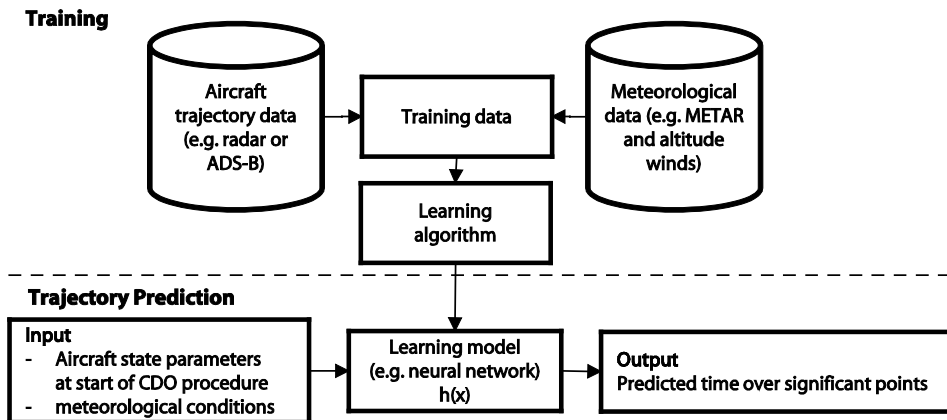 Training
Aircraft
trajectory data
(e.g. radar or
ADS-B)
Training data
Meteorological
data (e.g. METAR
and altitude
winds)
Learning
algorithm
Trajectory Prediction
Input
- Aircraft state parameters
at start of CDO procedure
- meteorological conditions
Learning model
(e.g. neural network)
h(x)
Output
Predicted time over significant points